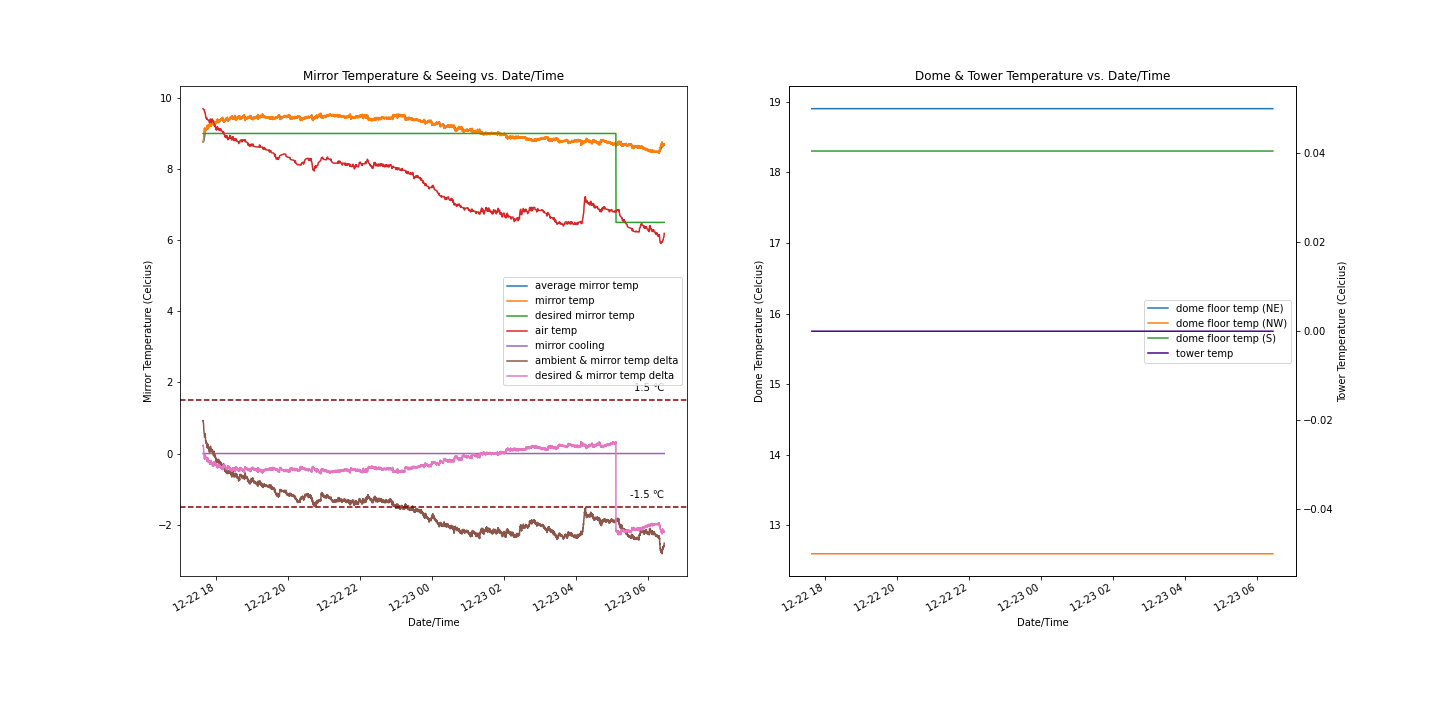 Mirror Temperature & Seeing vs. Date/Time
Mirror Temperature (Celcius)
10
8
6
4
2
0
−2
average mirror temp
mirror temp
desired mirror temp
air temp
mirror cooling
ambient & mirror temp delta
desired & mirror temp delta
1.5 °C
-1.5 °C
12-22 18
12-22 20
12-22 22
12-23 00
12-23 02
12-23 04
12-23 06
Date/Time
Dome & Tower Temperature vs. Date/Time
Dome Temperature (Celcius)
19
18
17
16
15
14
13
dome floor temp (NE)
dome floor temp (NW)
dome floor temp (S)
tower temp
0.04
0.02
0.00
−0.02
−0.04
Tower Temperature (Celcius)
12-22 18
12-22 20
12-22 22
12-23 00
12-23 02
12-23 04
12-23 06
Date/Time